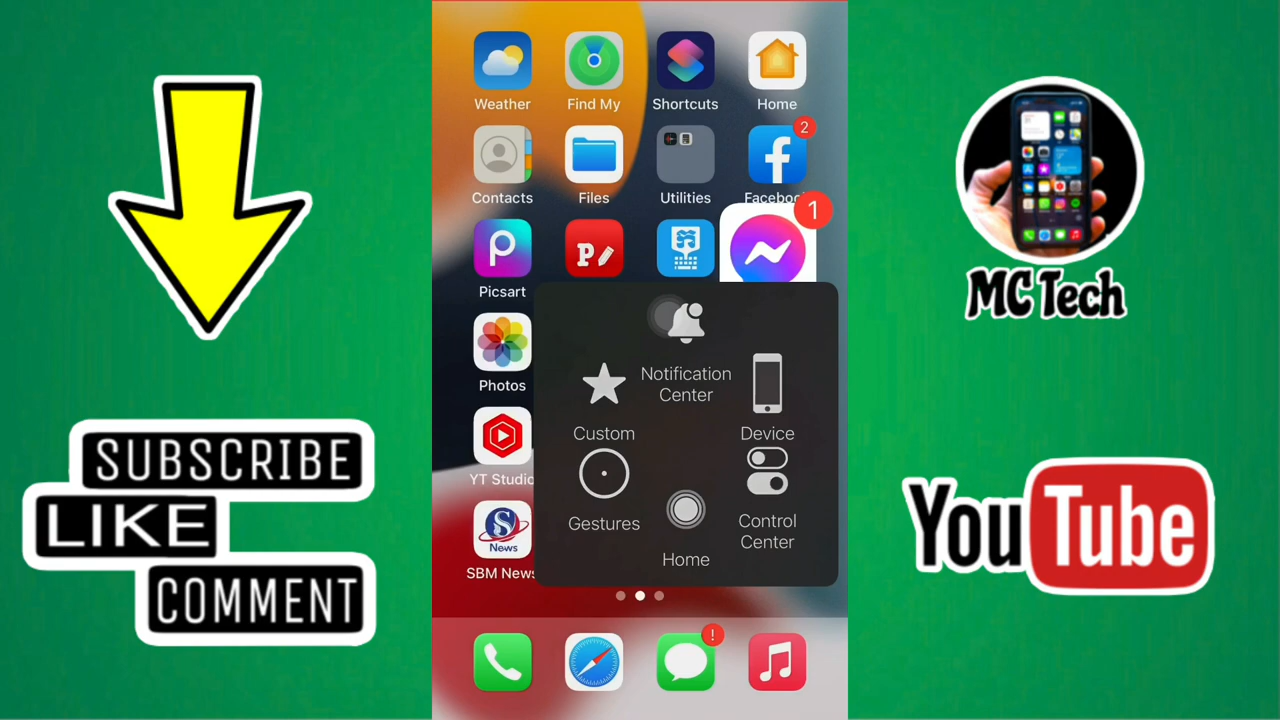 Weather
Find My
Shortcuts
Home
2
Contacts
Files
Utilities
1
Picsart
Notification
Center
Photos
Custom
Device
YT Studio
Gestures
Control
Center
Home
News
SBM News
!
SUBSCRIBE
LIKE
COMMENT
MC Tech
YouTube